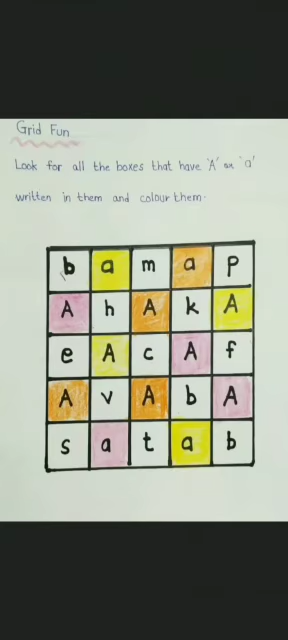 Grid Fun
Look for all the boxes that have 'A' or 'a'
written in them and colour them.
b a m a p
A h A k A
e A c A f
A v A b A
s a t a b